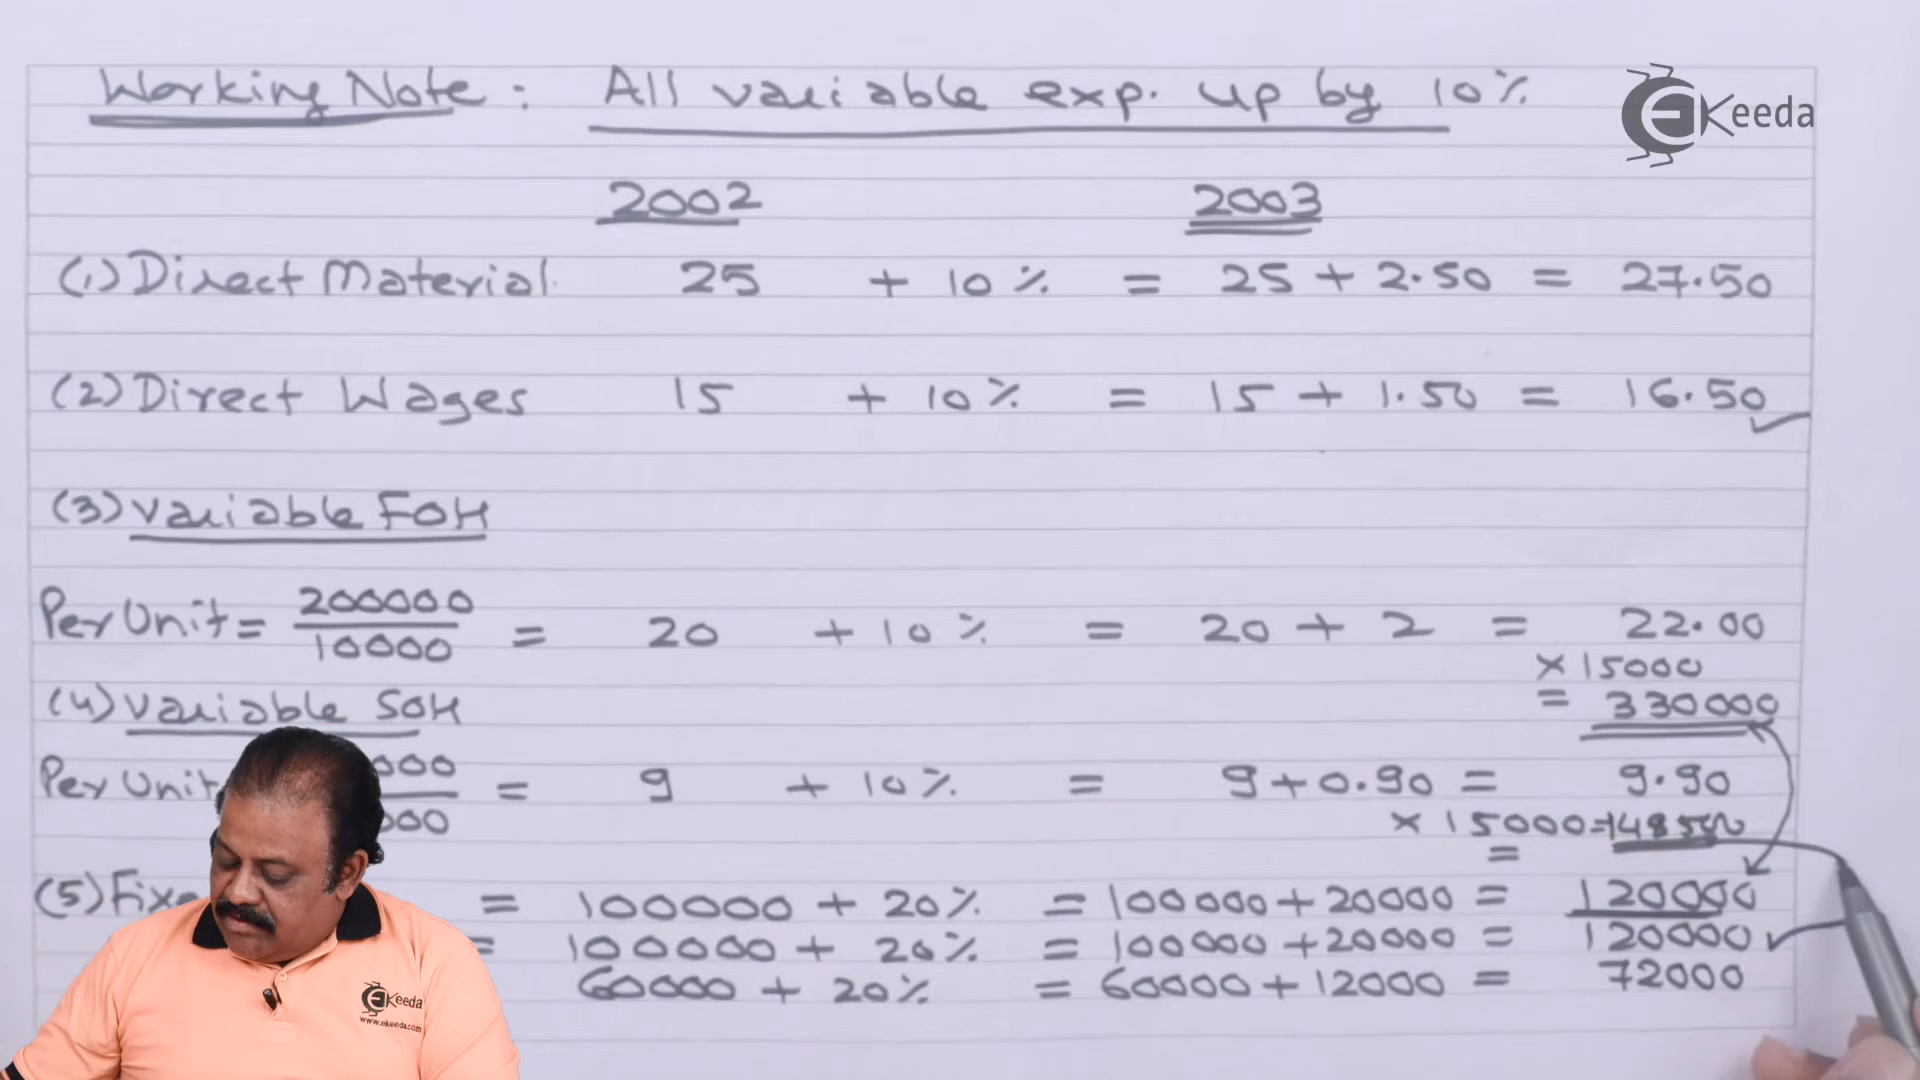 Working Note : All variable exp. up by 10%
EKeeda
2002 2003
(1) Direct Material 25 + 10% = 25 + 2.50 = 27.50
(2) Direct Wages 15 + 10% = 15 + 1.50 = 16.50
(3) Variable FOH
Per Unit = 200000 / 10000 = 20 + 10% = 20 + 2 = 22.00
× 15000
= 330000
(4) Variable SOH
Per Unit 000 / 000 = 9 + 10% = 9 + 0.90 = 9.90
× 15000 = 148500
=
(5) Fixe = 100000 + 20% = 100000 + 20000 = 120000
= 100000 + 20% = 100000 + 20000 = 120000
60000 + 20% = 60000 + 12000 = 72000
EKeeda
www.ekeeda.com